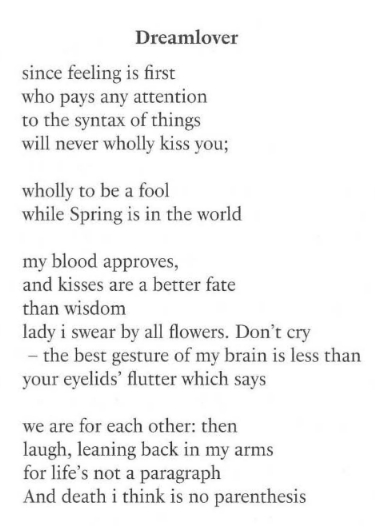 Dreamlover
since feeling is first
who pays any attention
to the syntax of things
will never wholly kiss you;
wholly to be a fool
while Spring is in the world
my blood approves,
and kisses are a better fate
than wisdom
lady i swear by all flowers. Don't cry
– the best gesture of my brain is less than
your eyelids' flutter which says
we are for each other: then
laugh, leaning back in my arms
for life's not a paragraph
And death i think is no parenthesis